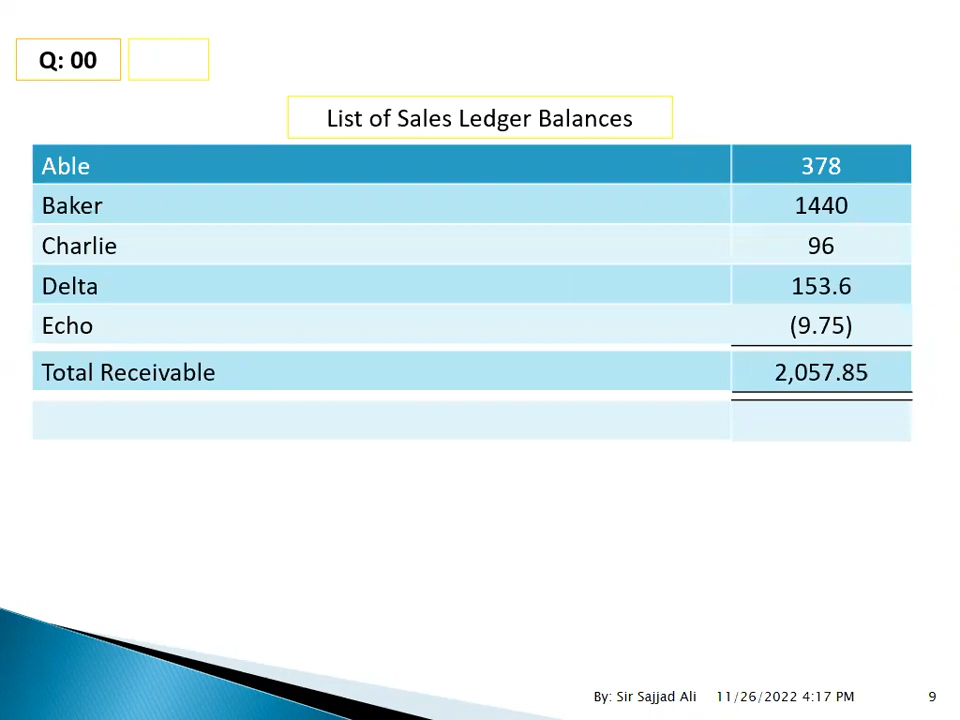 Q: 00
List of Sales Ledger Balances
Able 378
Baker 1440
Charlie 96
Delta 153.6
Echo (9.75)
Total Receivable 2,057.85
By: Sir Sajjad Ali 11/26/2022 4:17 PM 9